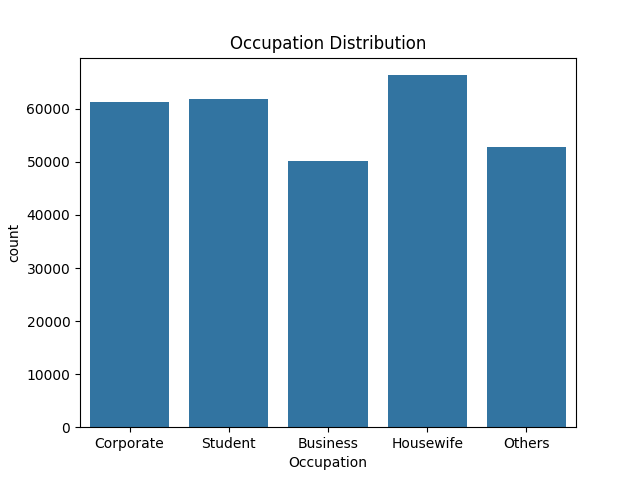 Occupation Distribution
60000
50000
40000
30000
20000
10000
0
count
Corporate Student Business Housewife Others
Occupation